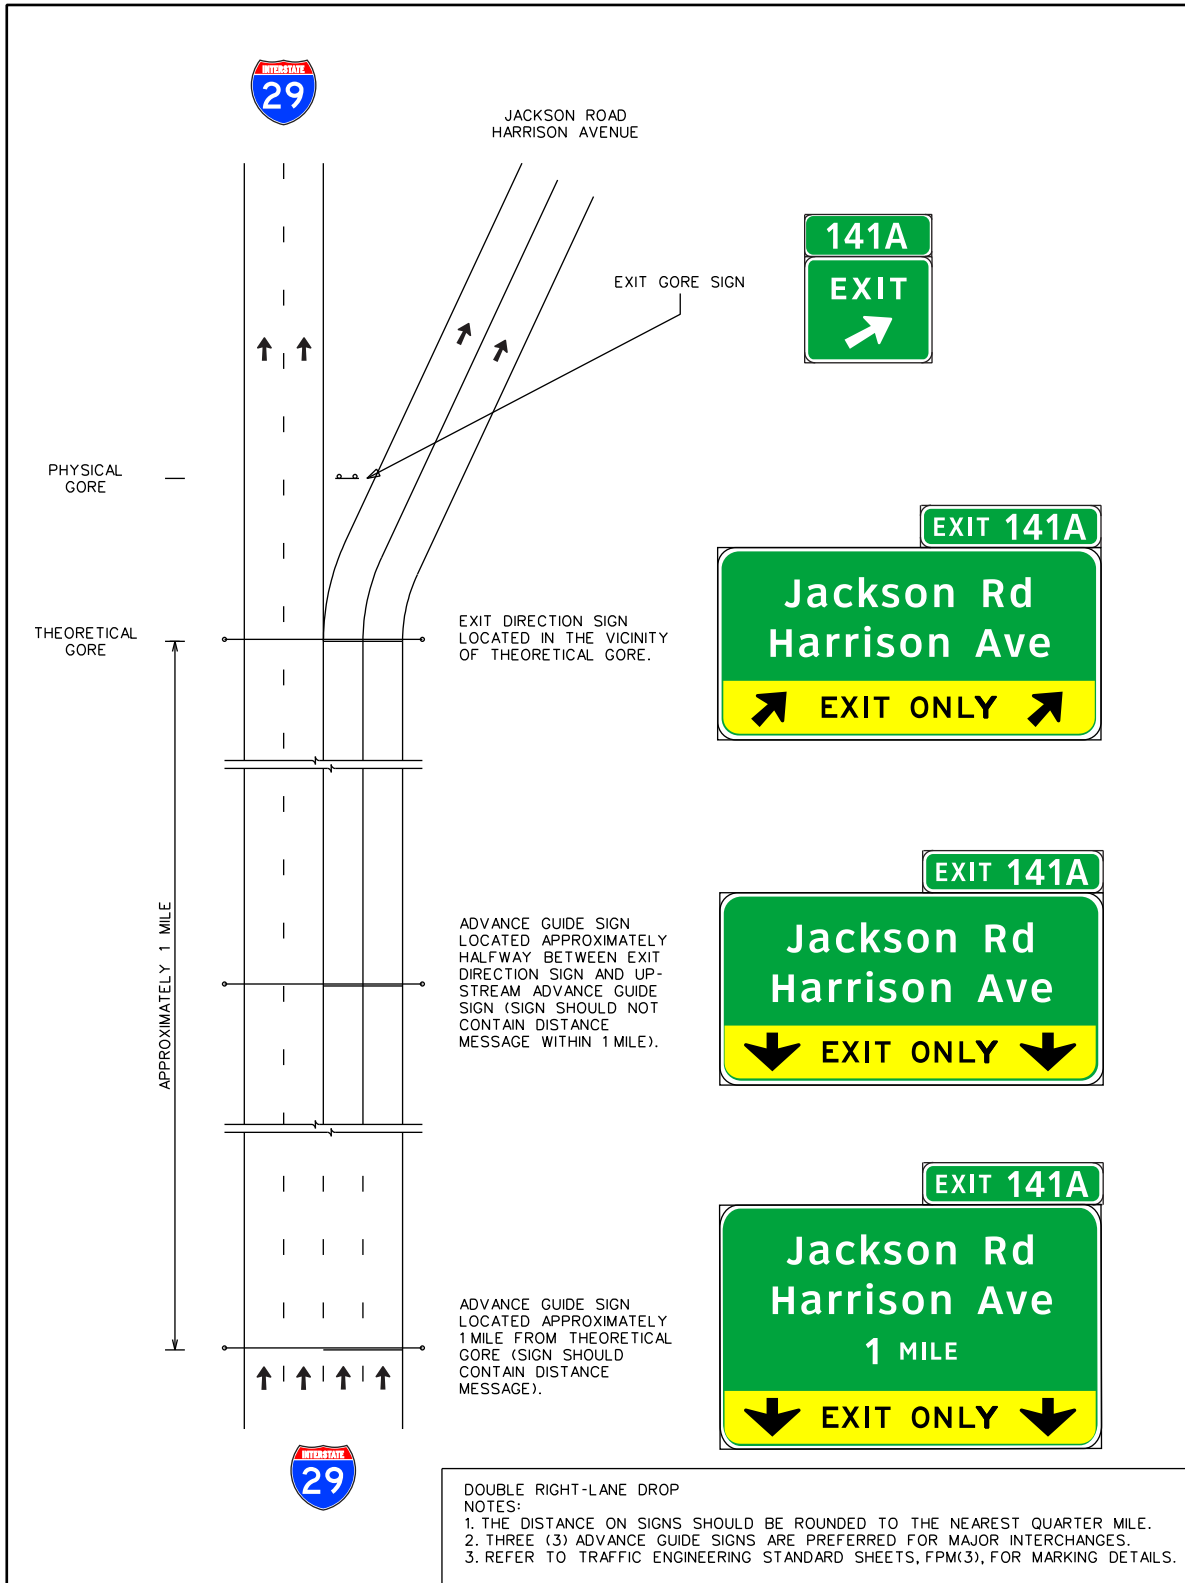 INTERSTATE
29
JACKSON ROAD
HARRISON AVENUE
141A
EXIT
EXIT GORE SIGN
PHYSICAL
GORE
EXIT 141A
Jackson Rd
Harrison Ave
EXIT ONLY
THEORETICAL
GORE
EXIT DIRECTION SIGN
LOCATED IN THE VICINITY
OF THEORETICAL GORE.
APPROXIMATELY 1 MILE
EXIT 141A
Jackson Rd
Harrison Ave
EXIT ONLY
ADVANCE GUIDE SIGN
LOCATED APPROXIMATELY
HALFWAY BETWEEN EXIT
DIRECTION SIGN AND UP-
STREAM ADVANCE GUIDE
SIGN (SIGN SHOULD NOT
CONTAIN DISTANCE
MESSAGE WITHIN 1 MILE).
EXIT 141A
Jackson Rd
Harrison Ave
1 MILE
EXIT ONLY
ADVANCE GUIDE SIGN
LOCATED APPROXIMATELY
1 MILE FROM THEORETICAL
GORE (SIGN SHOULD
CONTAIN DISTANCE
MESSAGE).
INTERSTATE
29
DOUBLE RIGHT-LANE DROP
NOTES:
1. THE DISTANCE ON SIGNS SHOULD BE ROUNDED TO THE NEAREST QUARTER MILE.
2. THREE (3) ADVANCE GUIDE SIGNS ARE PREFERRED FOR MAJOR INTERCHANGES.
3. REFER TO TRAFFIC ENGINEERING STANDARD SHEETS, FPM(3), FOR MARKING DETAILS.